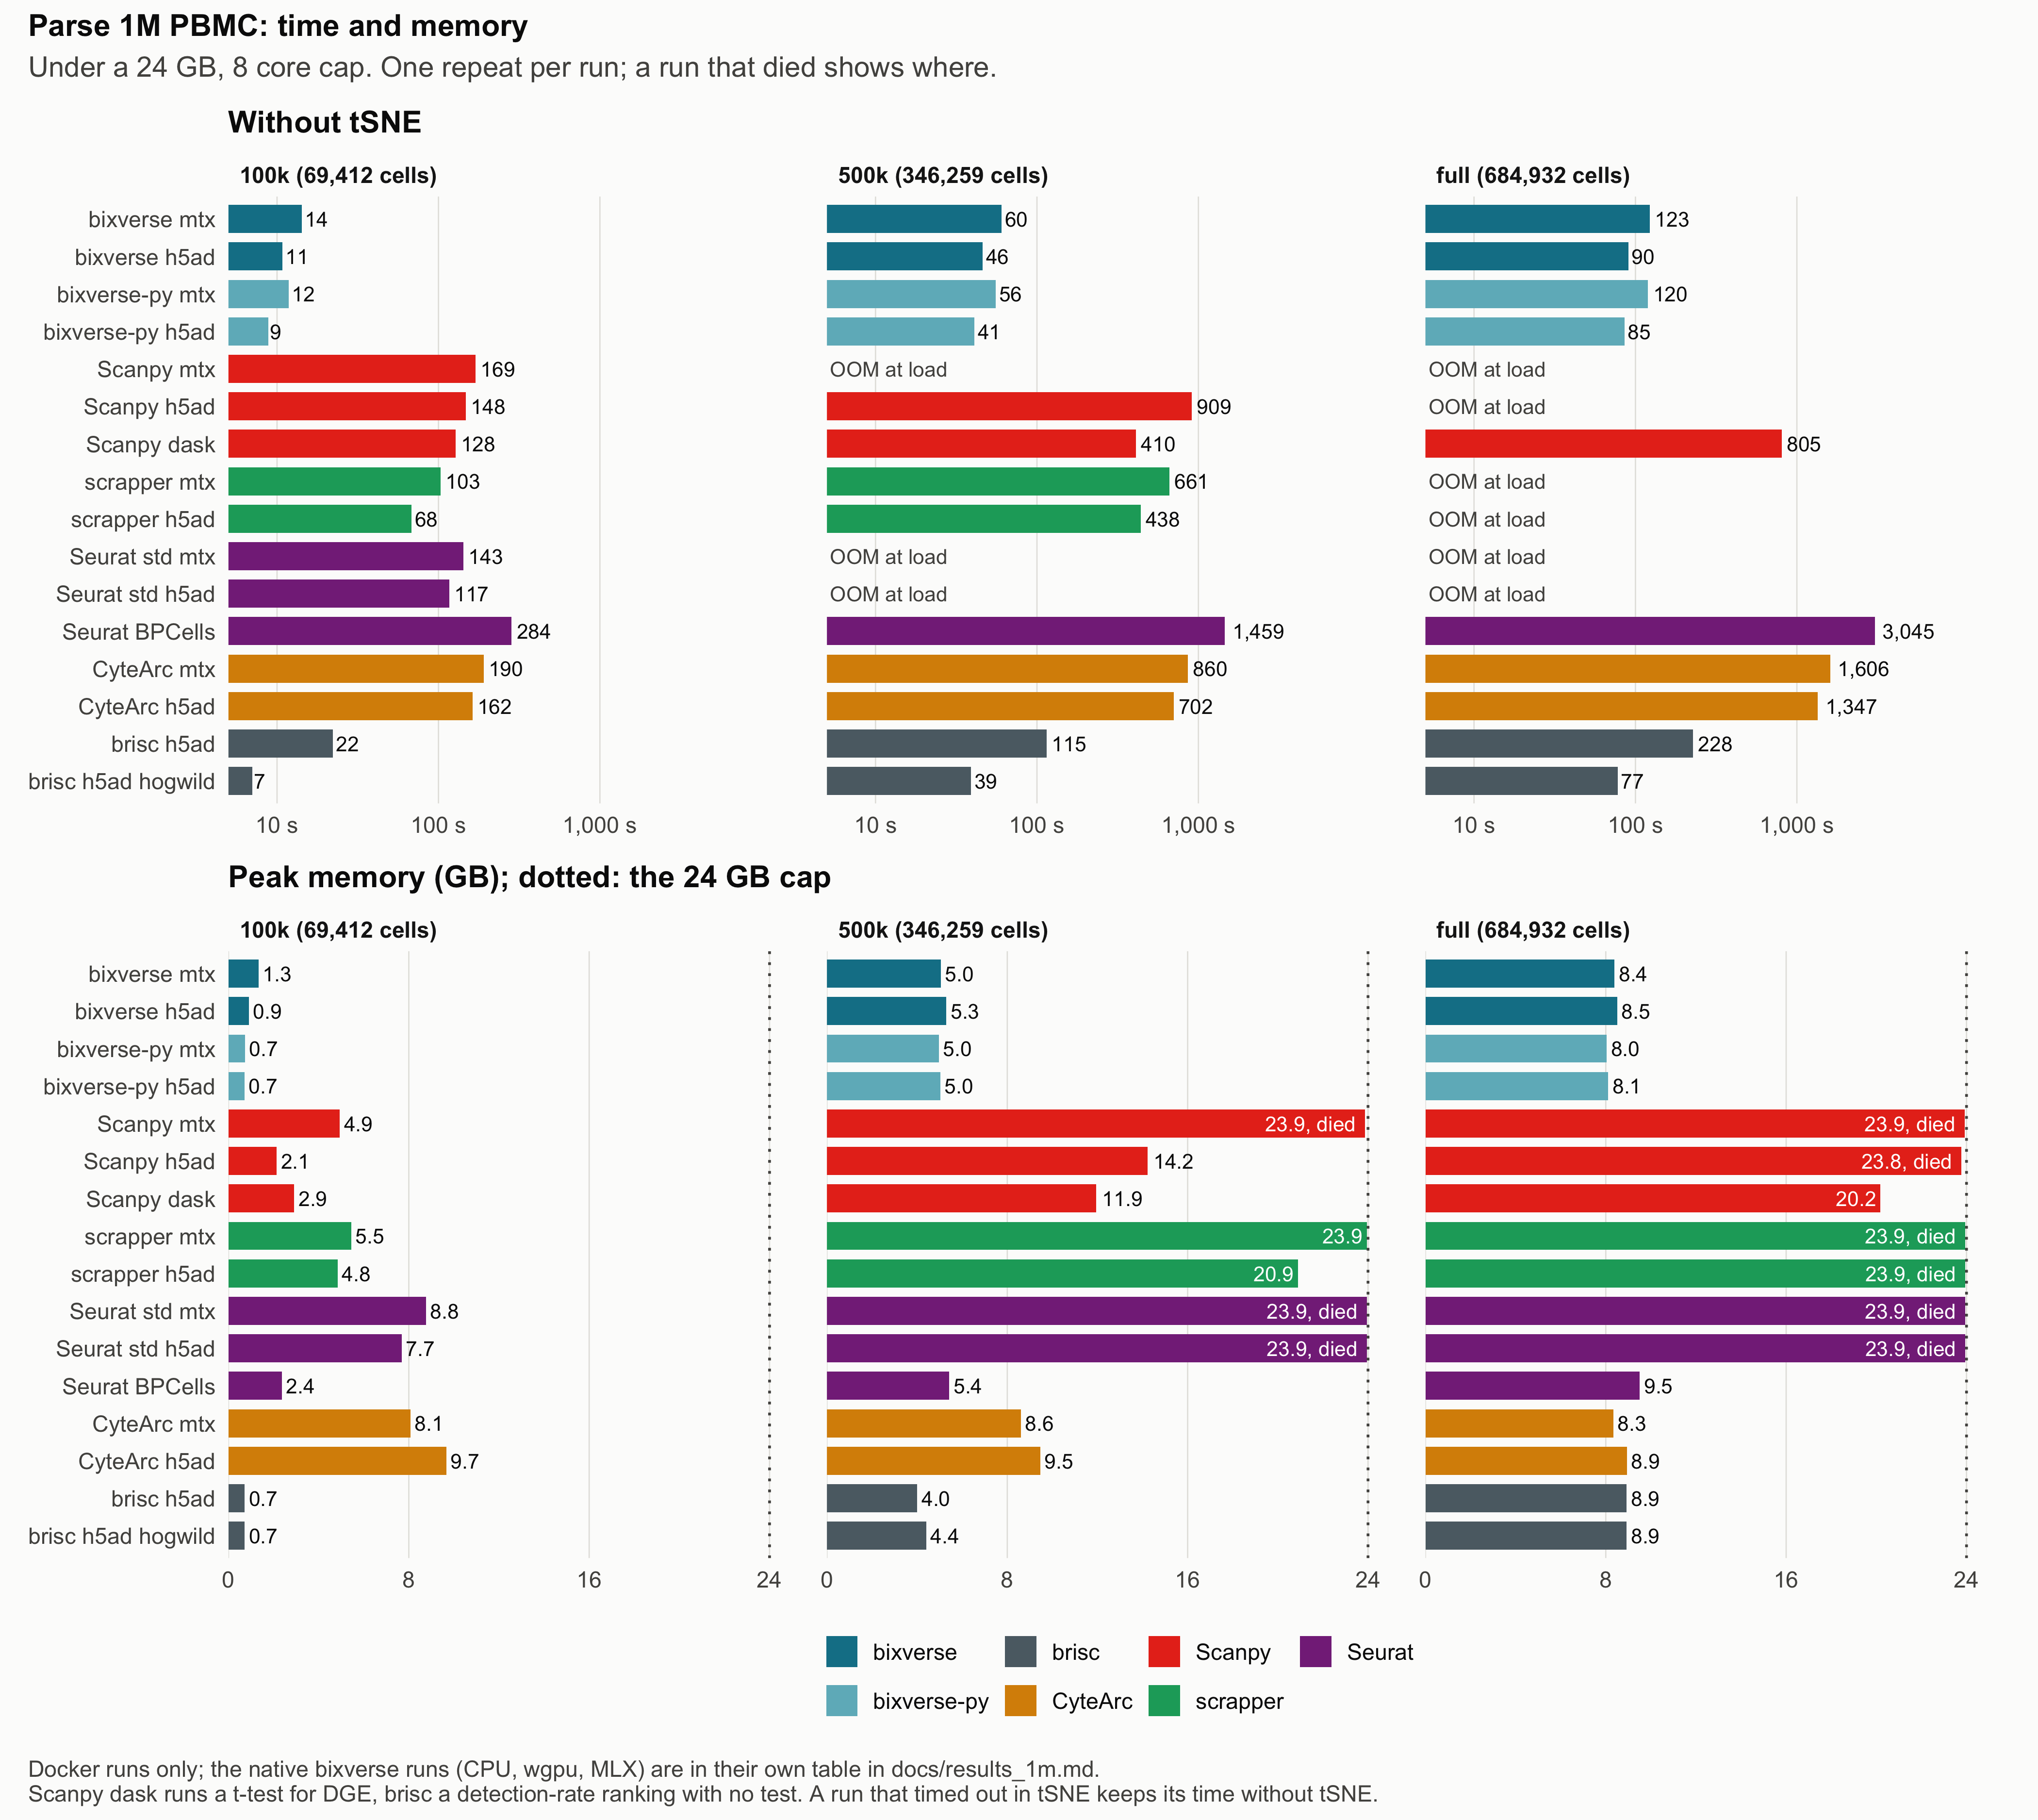 Parse 1M PBMC: time and memory
Under a 24 GB, 8 core cap. One repeat per run; a run that died shows where.
Without tSNE
100k (69,412 cells) 500k (346,259 cells) full (684,932 cells)
bixverse mtx 14 60 123
bixverse h5ad 11 46 90
bixverse-py mtx 12 56 120
bixverse-py h5ad 9 41 85
Scanpy mtx 169 OOM at load OOM at load
Scanpy h5ad 148 909 OOM at load
Scanpy dask 128 410 805
scrapper mtx 103 661 OOM at load
scrapper h5ad 68 438 OOM at load
Seurat std mtx 143 OOM at load OOM at load
Seurat std h5ad 117 OOM at load OOM at load
Seurat BPCells 284 1,459 3,045
CyteArc mtx 190 860 1,606
CyteArc h5ad 162 702 1,347
brisc h5ad 22 115 228
brisc h5ad hogwild 7 39 77
10 s 100 s 1,000 s 10 s 100 s 1,000 s 10 s 100 s 1,000 s
Peak memory (GB); dotted: the 24 GB cap
100k (69,412 cells) 500k (346,259 cells) full (684,932 cells)
bixverse mtx 1.3 5.0 8.4
bixverse h5ad 0.9 5.3 8.5
bixverse-py mtx 0.7 5.0 8.0
bixverse-py h5ad 0.7 5.0 8.1
Scanpy mtx 4.9 23.9, died 23.9, died
Scanpy h5ad 2.1 14.2 23.8, died
Scanpy dask 2.9 11.9 20.2
scrapper mtx 5.5 23.9 23.9, died
scrapper h5ad 4.8 20.9 23.9, died
Seurat std mtx 8.8 23.9, died 23.9, died
Seurat std h5ad 7.7 23.9, died 23.9, died
Seurat BPCells 2.4 5.4 9.5
CyteArc mtx 8.1 8.6 8.3
CyteArc h5ad 9.7 9.5 8.9
brisc h5ad 0.7 4.0 8.9
brisc h5ad hogwild 0.7 4.4 8.9
0 8 16 24 0 8 16 24 0 8 16 24
bixverse brisc Scanpy Seurat
bixverse-py CyteArc scrapper
Docker runs only; the native bixverse runs (CPU, wgpu, MLX) are in their own table in docs/results_1m.md.
Scanpy dask runs a t-test for DGE, brisc a detection-rate ranking with no test. A run that timed out in tSNE keeps its time without tSNE.